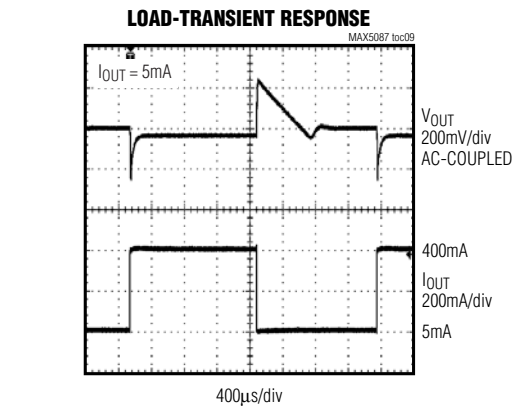 LOAD-TRANSIENT RESPONSE
MAX5087 toc09
IOUT = 5mA
VOUT
200mV/div
AC-COUPLED
400mA
IOUT
200mA/div
5mA
400µs/div